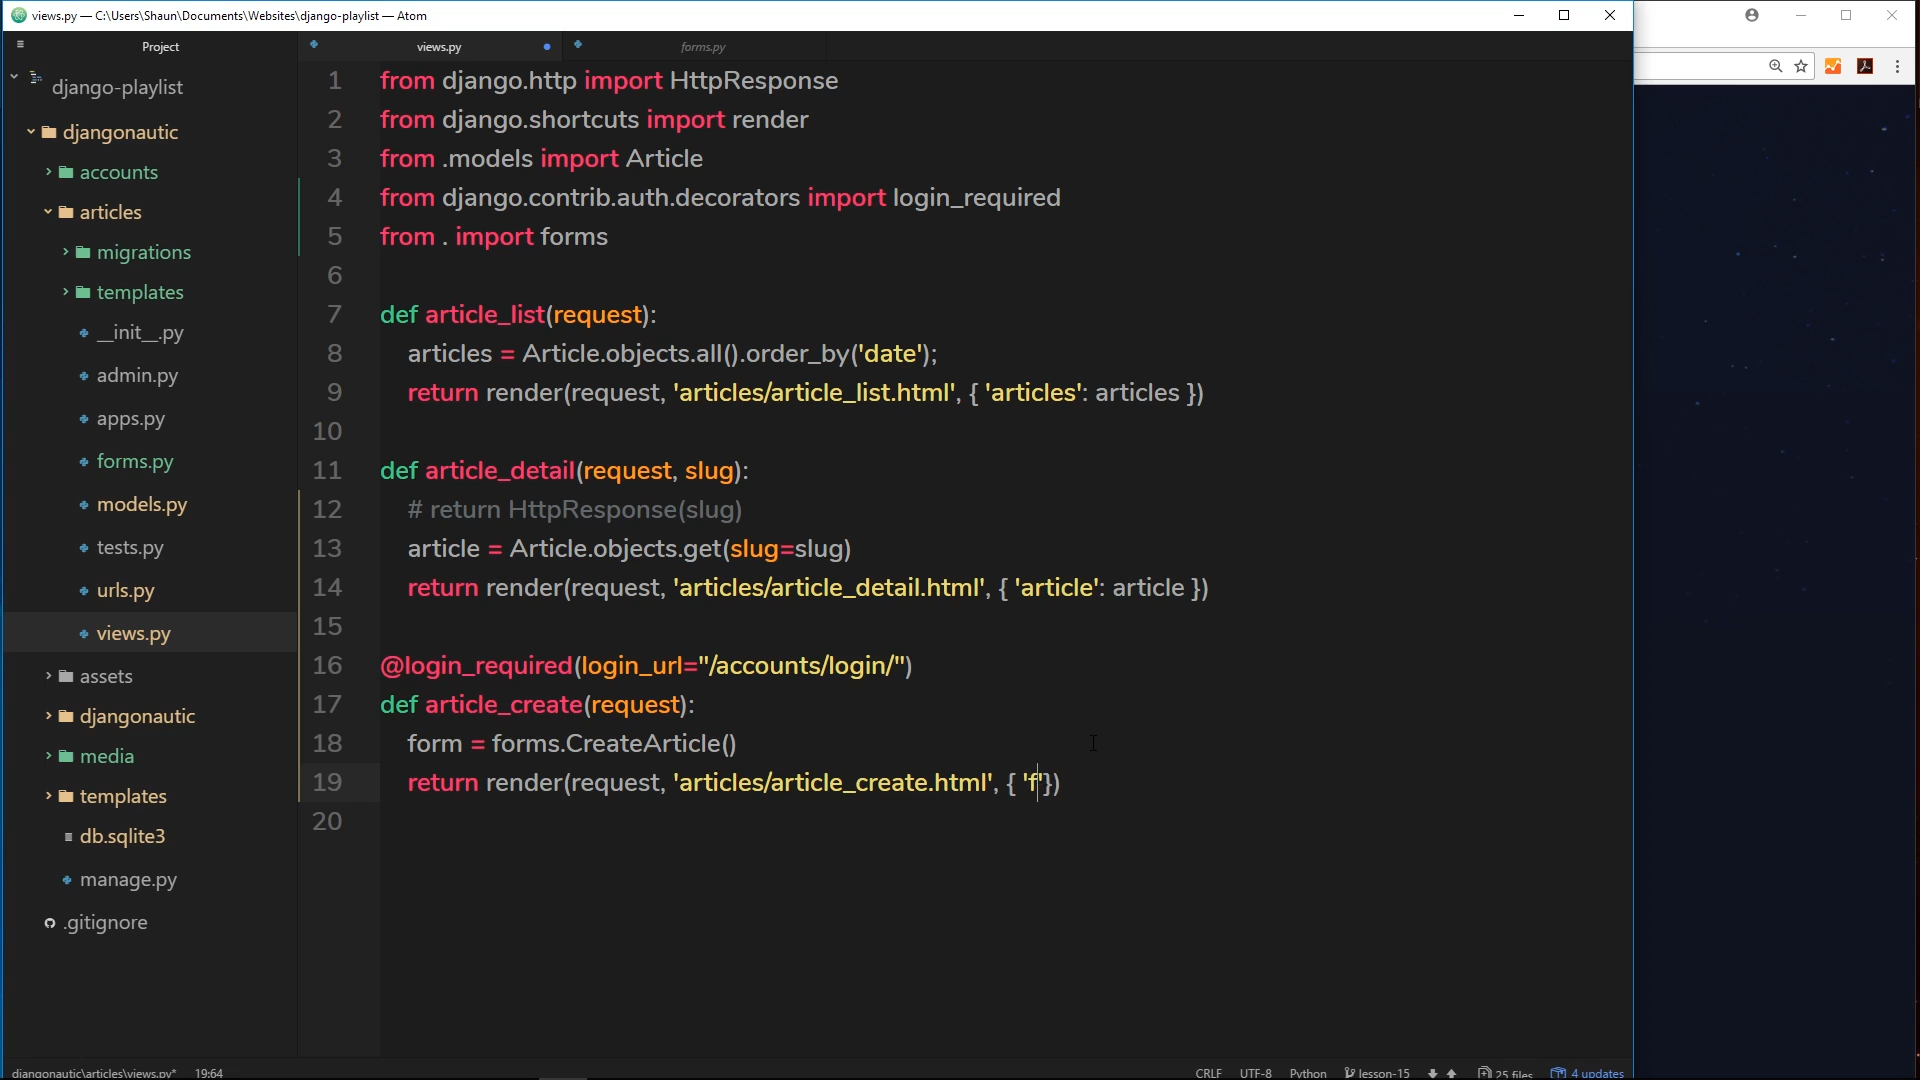 views.py — C:\Users\Shaun\Documents\Websites\django-playlist — Atom
Project
views.py
forms.py
django-playlist
djangonautic
accounts
articles
migrations
templates
__init__.py
admin.py
apps.py
forms.py
models.py
tests.py
urls.py
views.py
assets
djangonautic
media
templates
db.sqlite3
manage.py
.gitignore
1 from django.http import HttpResponse
2 from django.shortcuts import render
3 from .models import Article
4 from django.contrib.auth.decorators import login_required
5 from . import forms
6
7 def article_list(request):
8 articles = Article.objects.all().order_by('date');
9 return render(request, 'articles/article_list.html', { 'articles': articles })
10
11 def article_detail(request, slug):
12 # return HttpResponse(slug)
13 article = Article.objects.get(slug=slug)
14 return render(request, 'articles/article_detail.html', { 'article': article })
15
16 @login_required(login_url="/accounts/login/")
17 def article_create(request):
18 form = forms.CreateArticle()
19 return render(request, 'articles/article_create.html', { 'f'})
20
djangonautic\articles\views.py* 19:64
CRLF UTF-8 Python lesson-15 25 files 4 updates